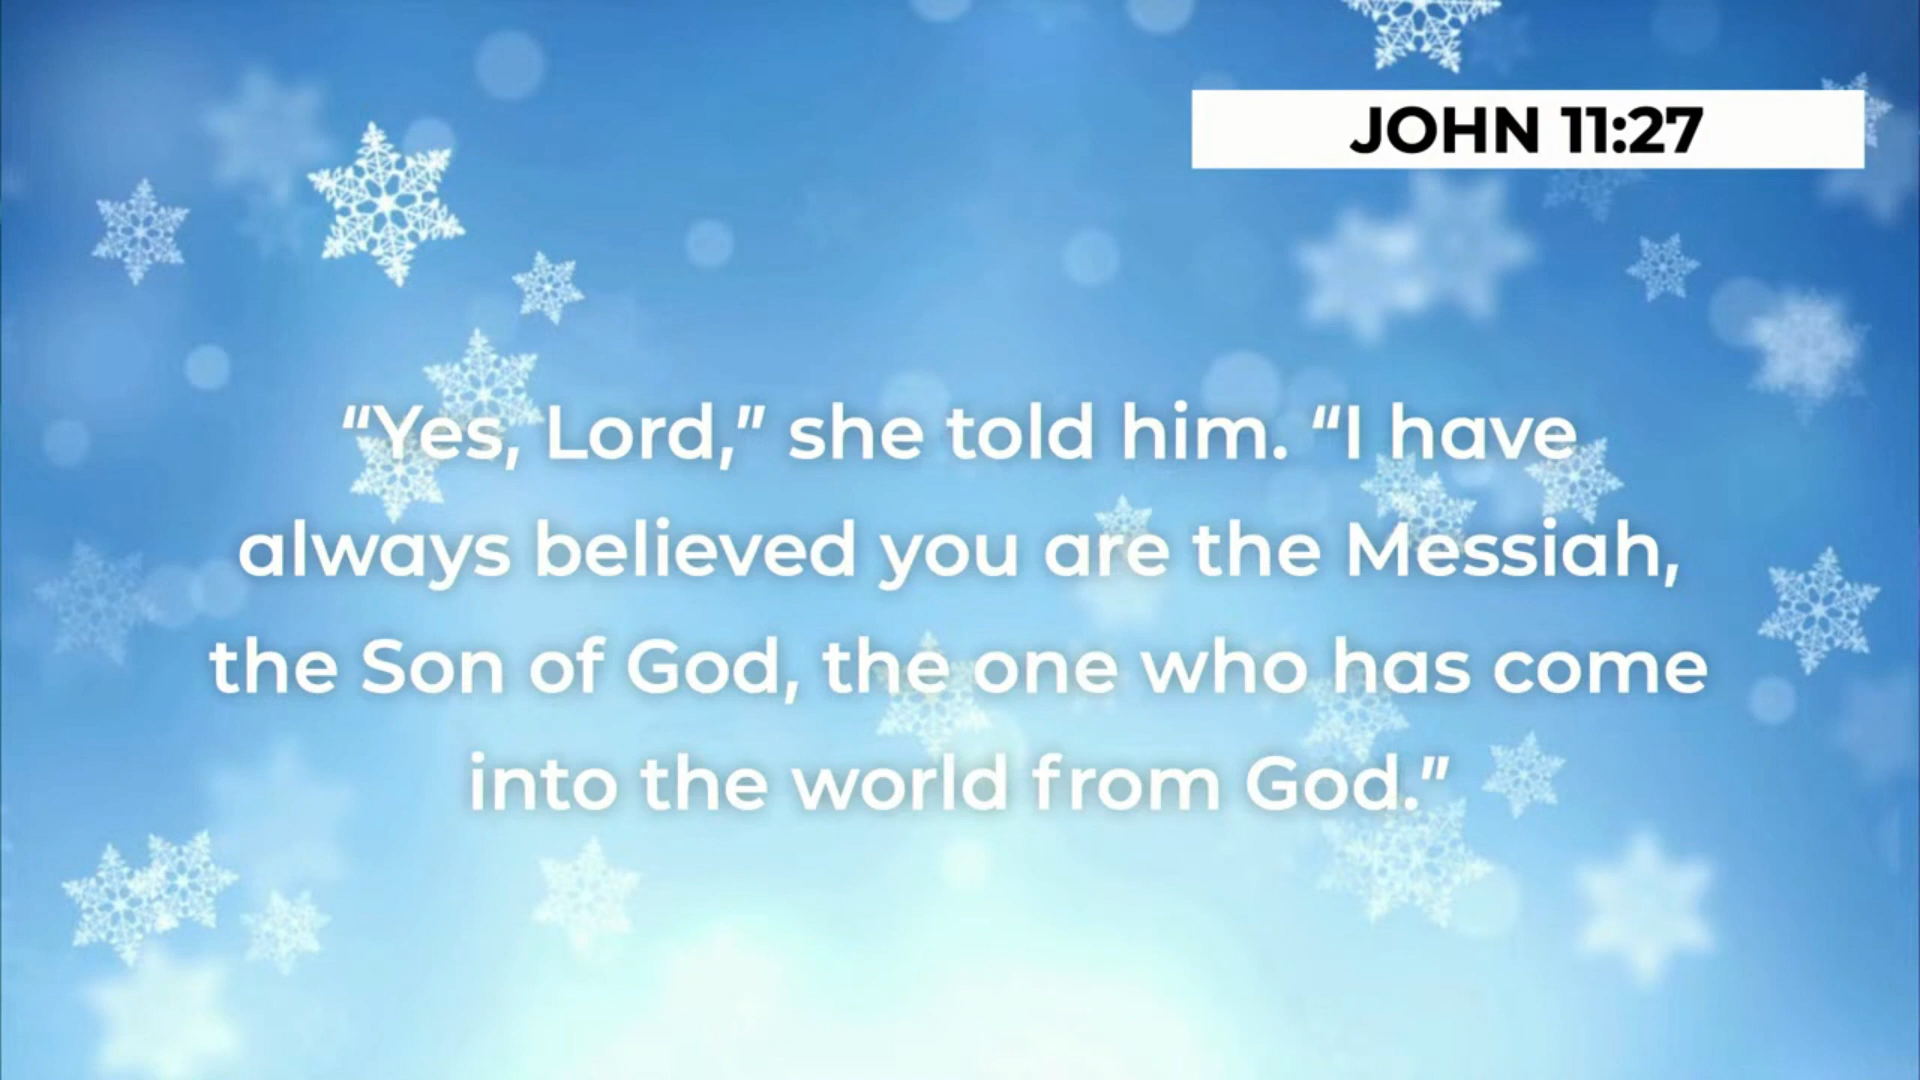 JOHN 11:27
“Yes, Lord,” she told him. “I have
always believed you are the Messiah,
the Son of God, the one who has come
into the world from God.”